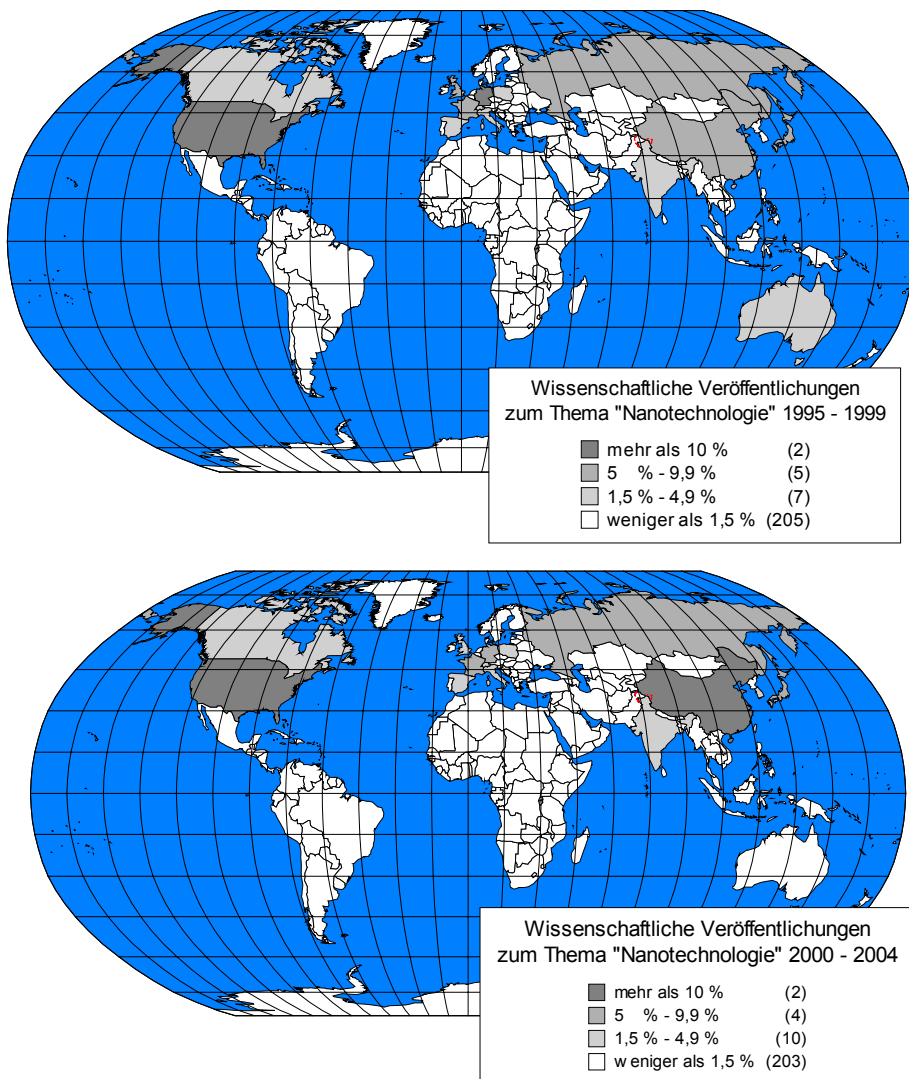 Wissenschaftliche Veröffentlichungen
zum Thema "Nanotechnologie" 1995 - 1999
mehr als 10 % (2)
5 % - 9,9 % (5)
1,5 % - 4,9 % (7)
weniger als 1,5 % (205)
Wissenschaftliche Veröffentlichungen
zum Thema "Nanotechnologie" 2000 - 2004
mehr als 10 % (2)
5 % - 9,9 % (4)
1,5 % - 4,9 % (10)
weniger als 1,5 % (203)